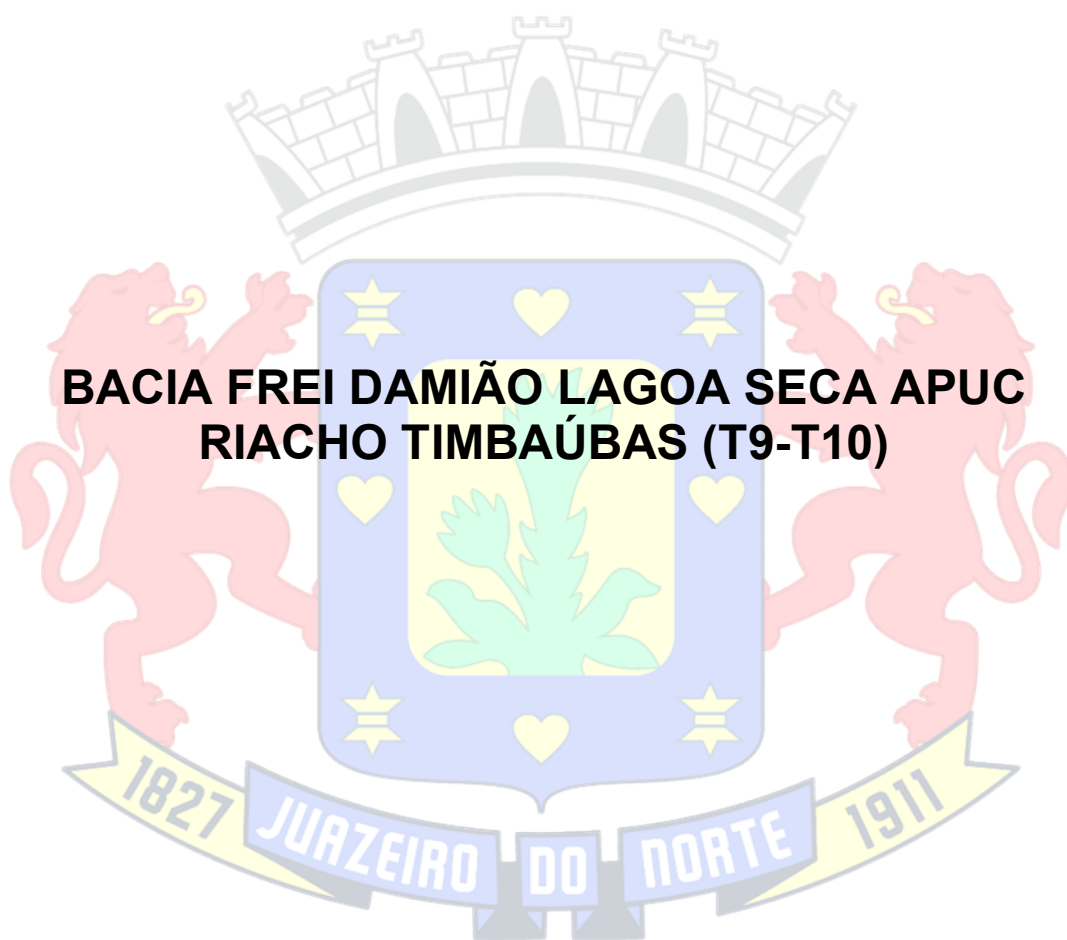 BACIA FREI DAMIÃO LAGOA SECA APUC
RIACHO TIMBAÚBAS (T9-T10)
1827 JUAZEIRO DO NORTE 1911